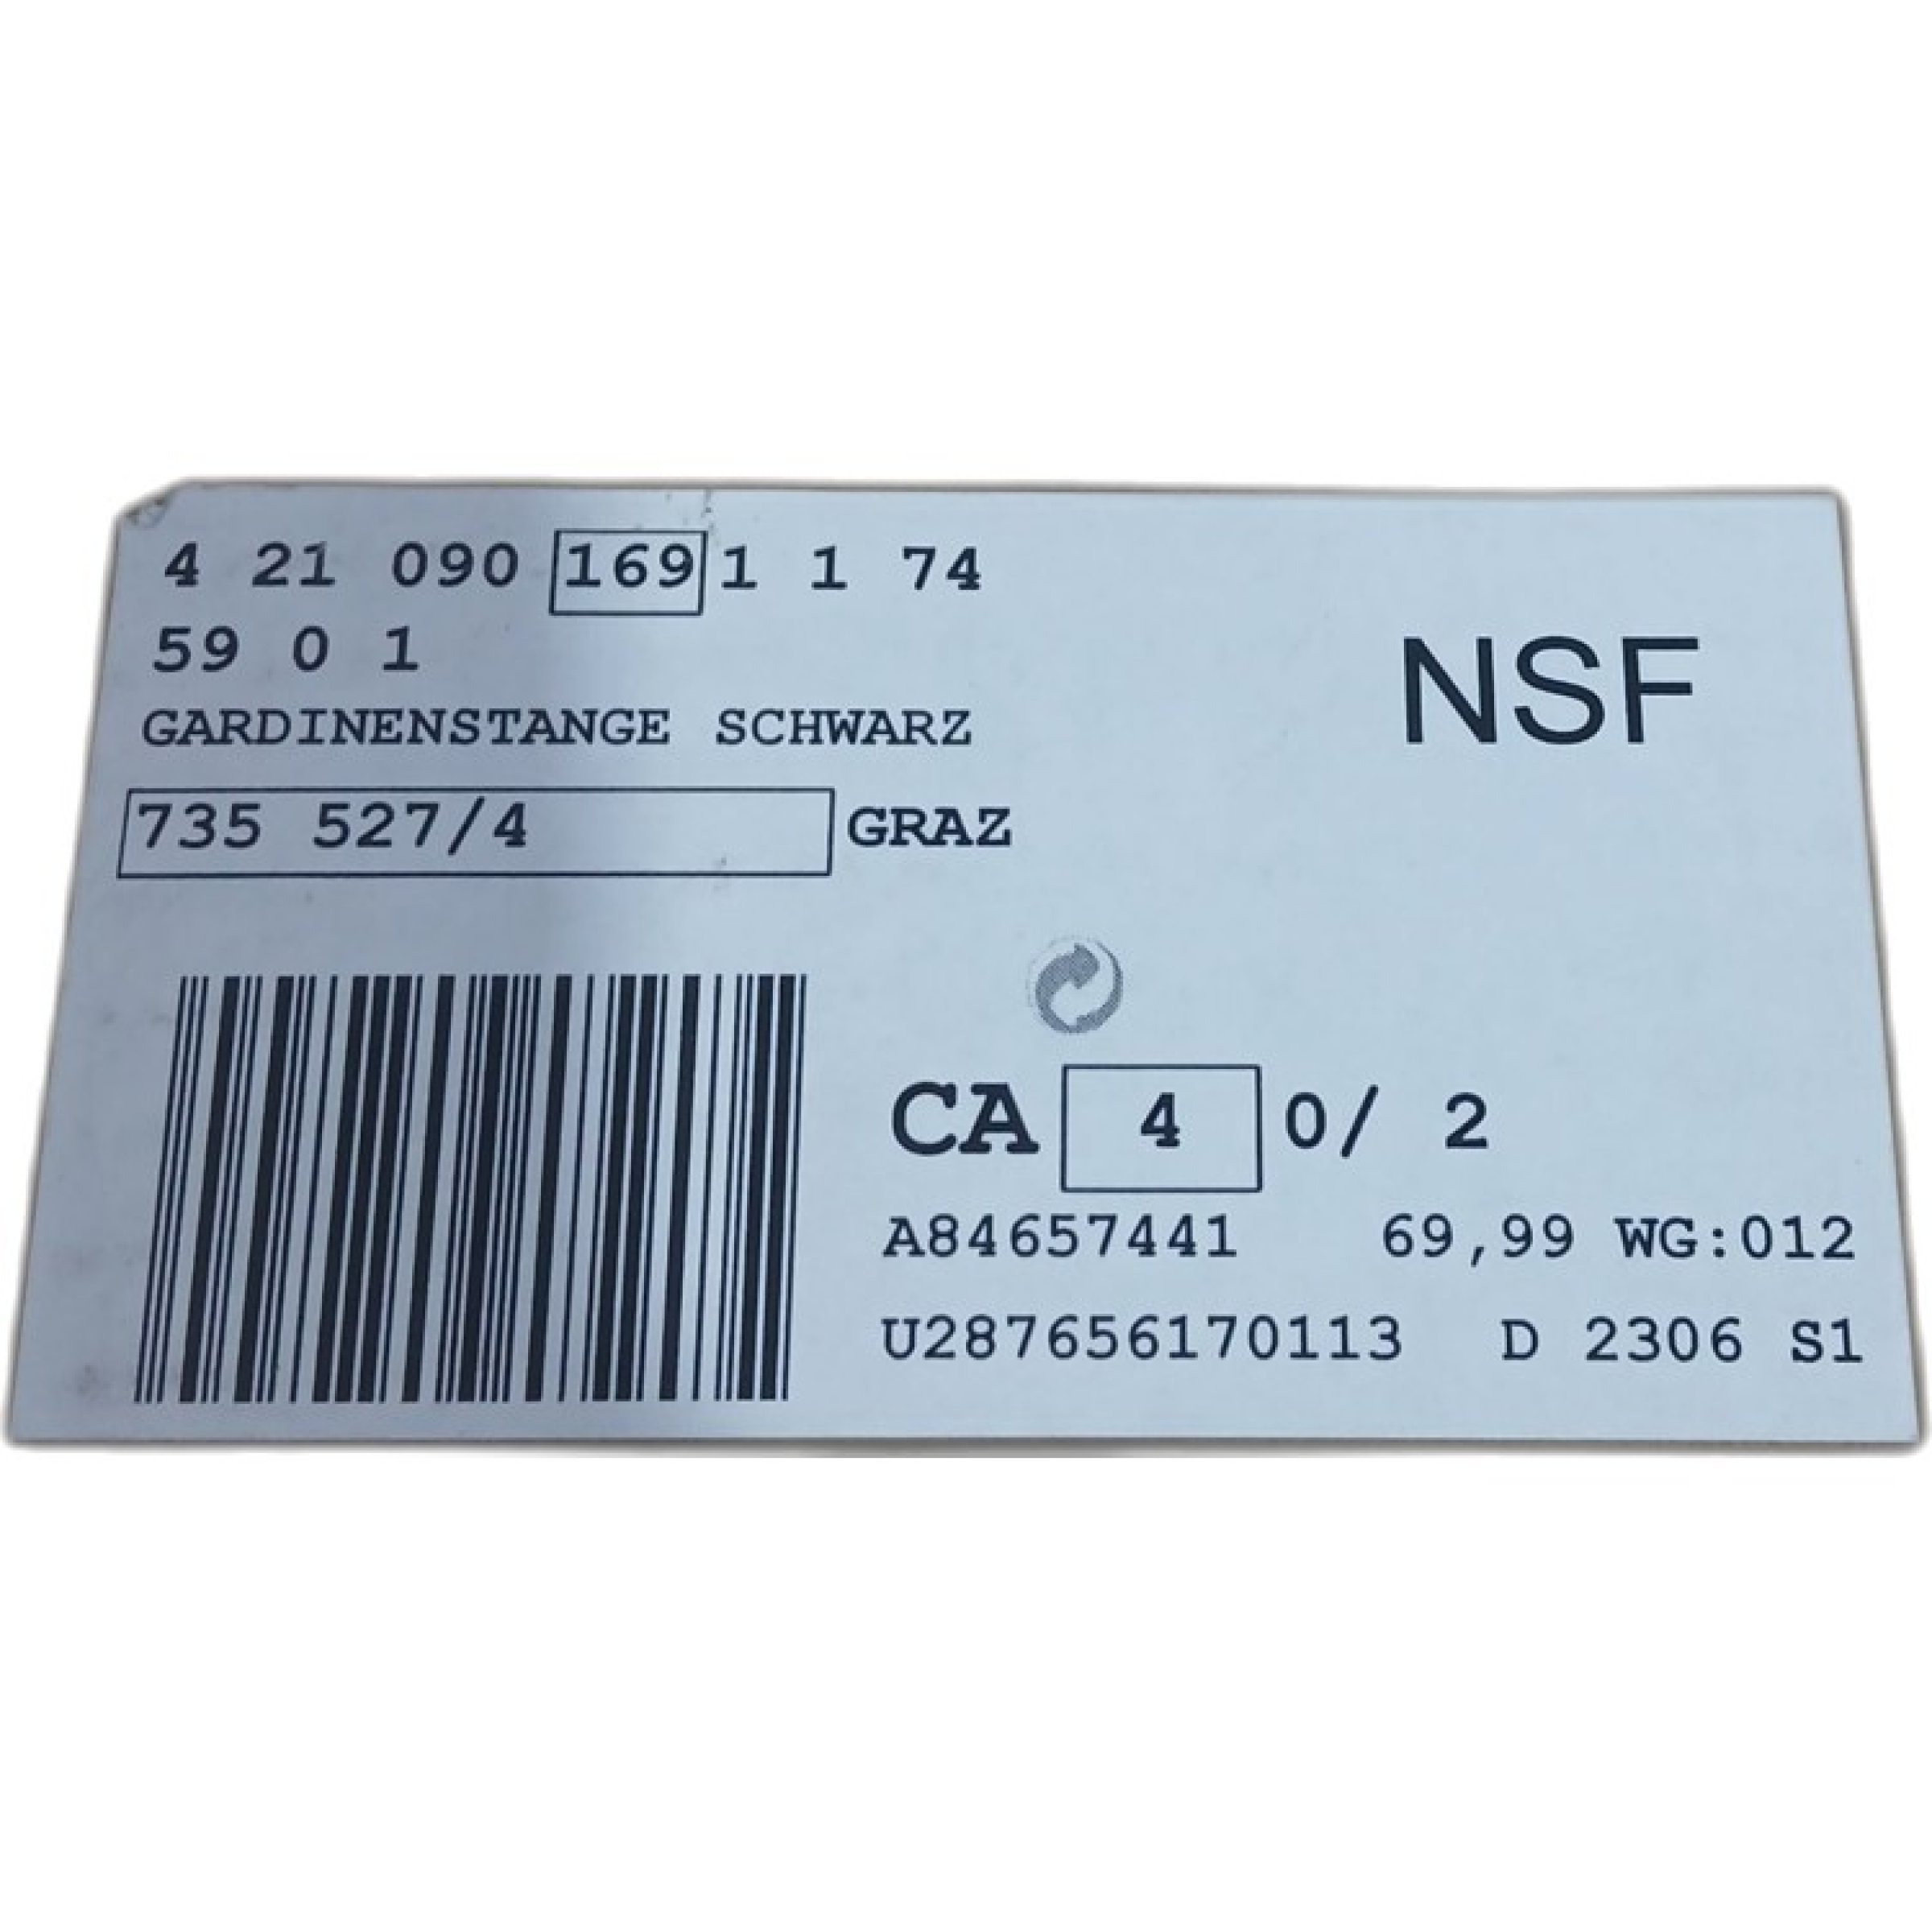 4 21 090 169 1 1 74
59 0 1
GARDINENSTANGE SCHWARZ
735 527/4 GRAZ
NSF
CA 4 0/ 2
A84657441 69,99 WG:012
U287656170113 D 2306 S1